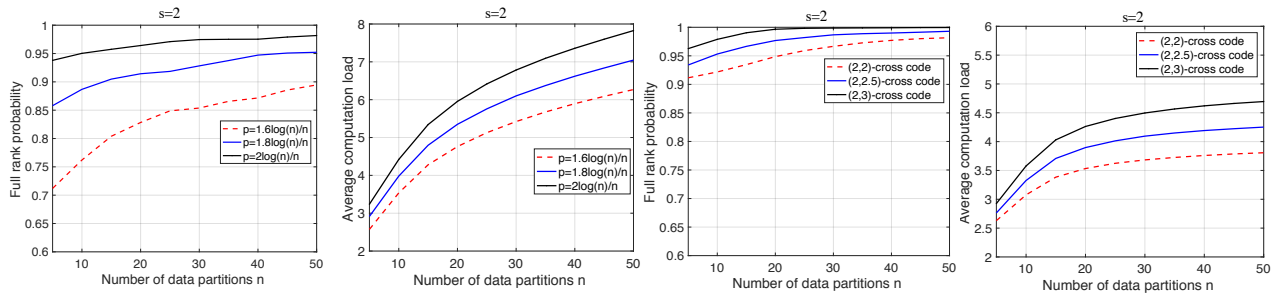 s=2
Full rank probability
1
0.95
0.9
0.85
0.8
0.75
0.7
0.65
0.6
p=1.6log(n)/n
p=1.8log(n)/n
p=2log(n)/n
10 20 30 40 50
Number of data partitions n
s=2
Average computation load
8
7
6
5
4
3
2
p=1.6log(n)/n
p=1.8log(n)/n
p=2log(n)/n
10 20 30 40 50
Number of data partitions n
s=2
Full rank probability
1
0.95
0.9
0.85
0.8
0.75
0.7
0.65
0.6
(2,2)-cross code
(2,2.5)-cross code
(2,3)-cross code
10 20 30 40 50
Number of data partitions n
s=2
Average computation load
6
5.5
5
4.5
4
3.5
3
2.5
2
(2,2)-cross code
(2,2.5)-cross code
(2,3)-cross code
10 20 30 40 50
Number of data partitions n